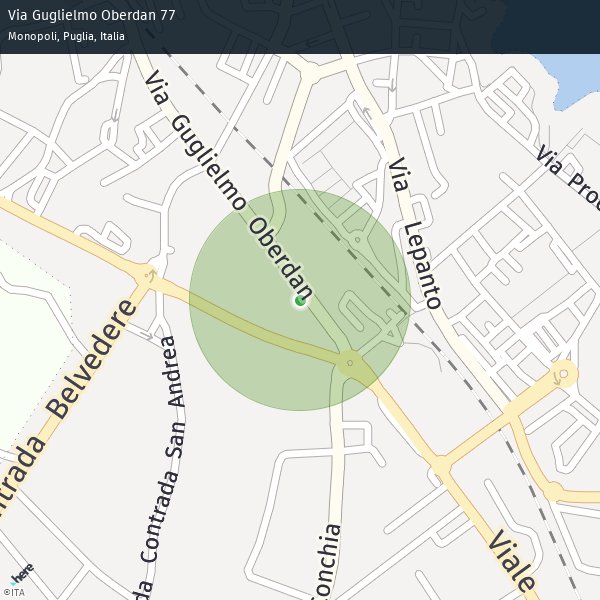 Via Guglielmo Oberdan 77
Monopoli, Puglia, Italia
Via Guglielmo Oberdan
Via Lepanto
Via Proc
ntrada Belvedere
da Contrada San Andrea
onchia
Viale
here
©ITA